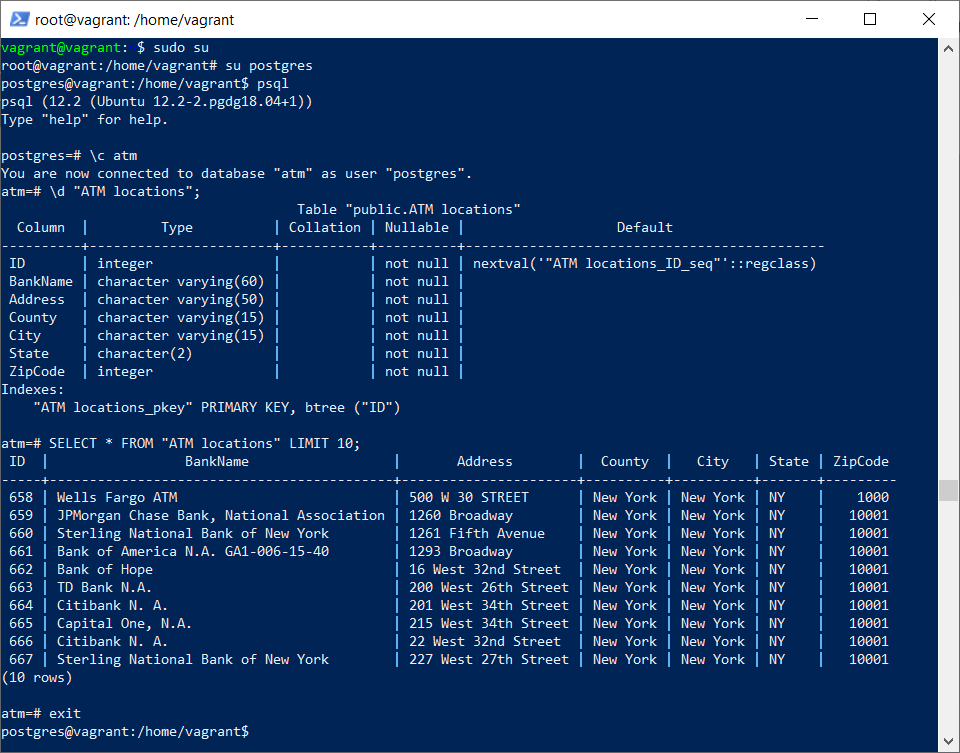 root@vagrant: /home/vagrant
vagrant@vagrant: $ sudo su
root@vagrant:/home/vagrant# su postgres
postgres@vagrant:/home/vagrant$ psql
psql (12.2 (Ubuntu 12.2-2.pgdg18.04+1))
Type "help" for help.

postgres=# \c atm
You are now connected to database "atm" as user "postgres".
atm=# \d "ATM locations";
                                     Table "public.ATM locations"
  Column  |         Type          | Collation | Nullable |                   Default
----------+-----------------------+-----------+----------+---------------------------------------------
 ID       | integer               |           | not null | nextval('"ATM locations_ID_seq"'::regclass)
 BankName | character varying(60) |           | not null |
 Address  | character varying(50) |           | not null |
 County   | character varying(15) |           | not null |
 City     | character varying(15) |           | not null |
 State    | character(2)          |           | not null |
 ZipCode  | integer               |           | not null |
Indexes:
    "ATM locations_pkey" PRIMARY KEY, btree ("ID")

atm=# SELECT * FROM "ATM locations" LIMIT 10;
 ID  |                 BankName                  |       Address       |  County  |   City   | State | ZipCode
-----+-------------------------------------------+---------------------+----------+----------+-------+---------
 658 | Wells Fargo ATM                           | 500 W 30 STREET     | New York | New York | NY    |    1000
 659 | JPMorgan Chase Bank, National Association | 1260 Broadway       | New York | New York | NY    |   10001
 660 | Sterling National Bank of New York        | 1261 Fifth Avenue   | New York | New York | NY    |   10001
 661 | Bank of America N.A. GA1-006-15-40        | 1293 Broadway       | New York | New York | NY    |   10001
 662 | Bank of Hope                              | 16 West 32nd Street | New York | New York | NY    |   10001
 663 | TD Bank N.A.                              | 200 West 26th Street | New York | New York | NY    |   10001
 664 | Citibank N. A.                            | 201 West 34th Street | New York | New York | NY    |   10001
 665 | Capital One, N.A.                         | 215 West 34th Street | New York | New York | NY    |   10001
 666 | Citibank N. A.                            | 22 West 32nd Street | New York | New York | NY    |   10001
 667 | Sterling National Bank of New York        | 227 West 27th Street | New York | New York | NY    |   10001
(10 rows)

atm=# exit
postgres@vagrant:/home/vagrant$